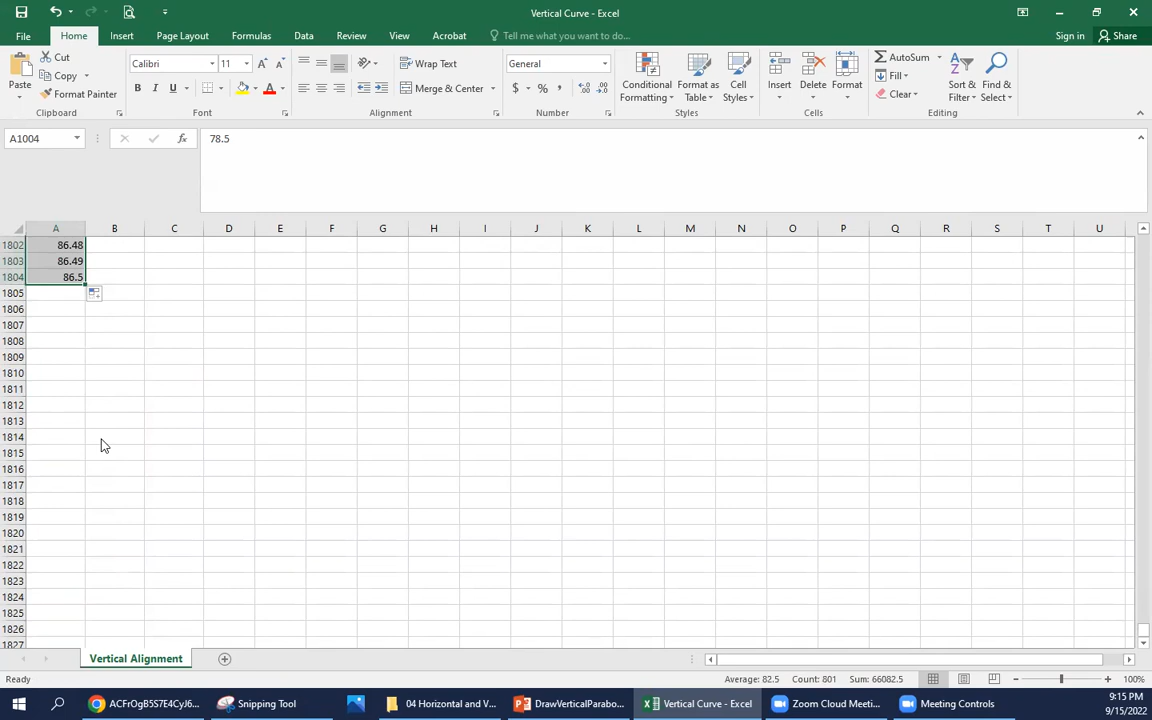 Vertical Curve - Excel
File Home Insert Page Layout Formulas Data Review View Acrobat Tell me what you want to do... Sign in Share
Paste Cut Copy Format Painter
Calibri 11
B I U
Wrap Text
Merge & Center
General
$ % ,
Conditional Formatting Format as Table Cell Styles
Insert Delete Format
AutoSum Fill Clear
Sort & Filter Find & Select
Clipboard Font Alignment Number Styles Cells Editing
A1004 fx 78.5
A B C D E F G H I J K L M N O P Q R S T U
1802 86.48
1803 86.49
1804 86.5
1805
1806
1807
1808
1809
1810
1811
1812
1813
1814
1815
1816
1817
1818
1819
1820
1821
1822
1823
1824
1825
1826
1827
Vertical Alignment
Ready Average: 82.5 Count: 801 Sum: 66082.5 100%
ACFrOgB5S7E4CyJ6... Snipping Tool 04 Horizontal and V... DrawVerticalParabo... Vertical Curve - Excel Zoom Cloud Meeti... Meeting Controls
9:15 PM
9/15/2022